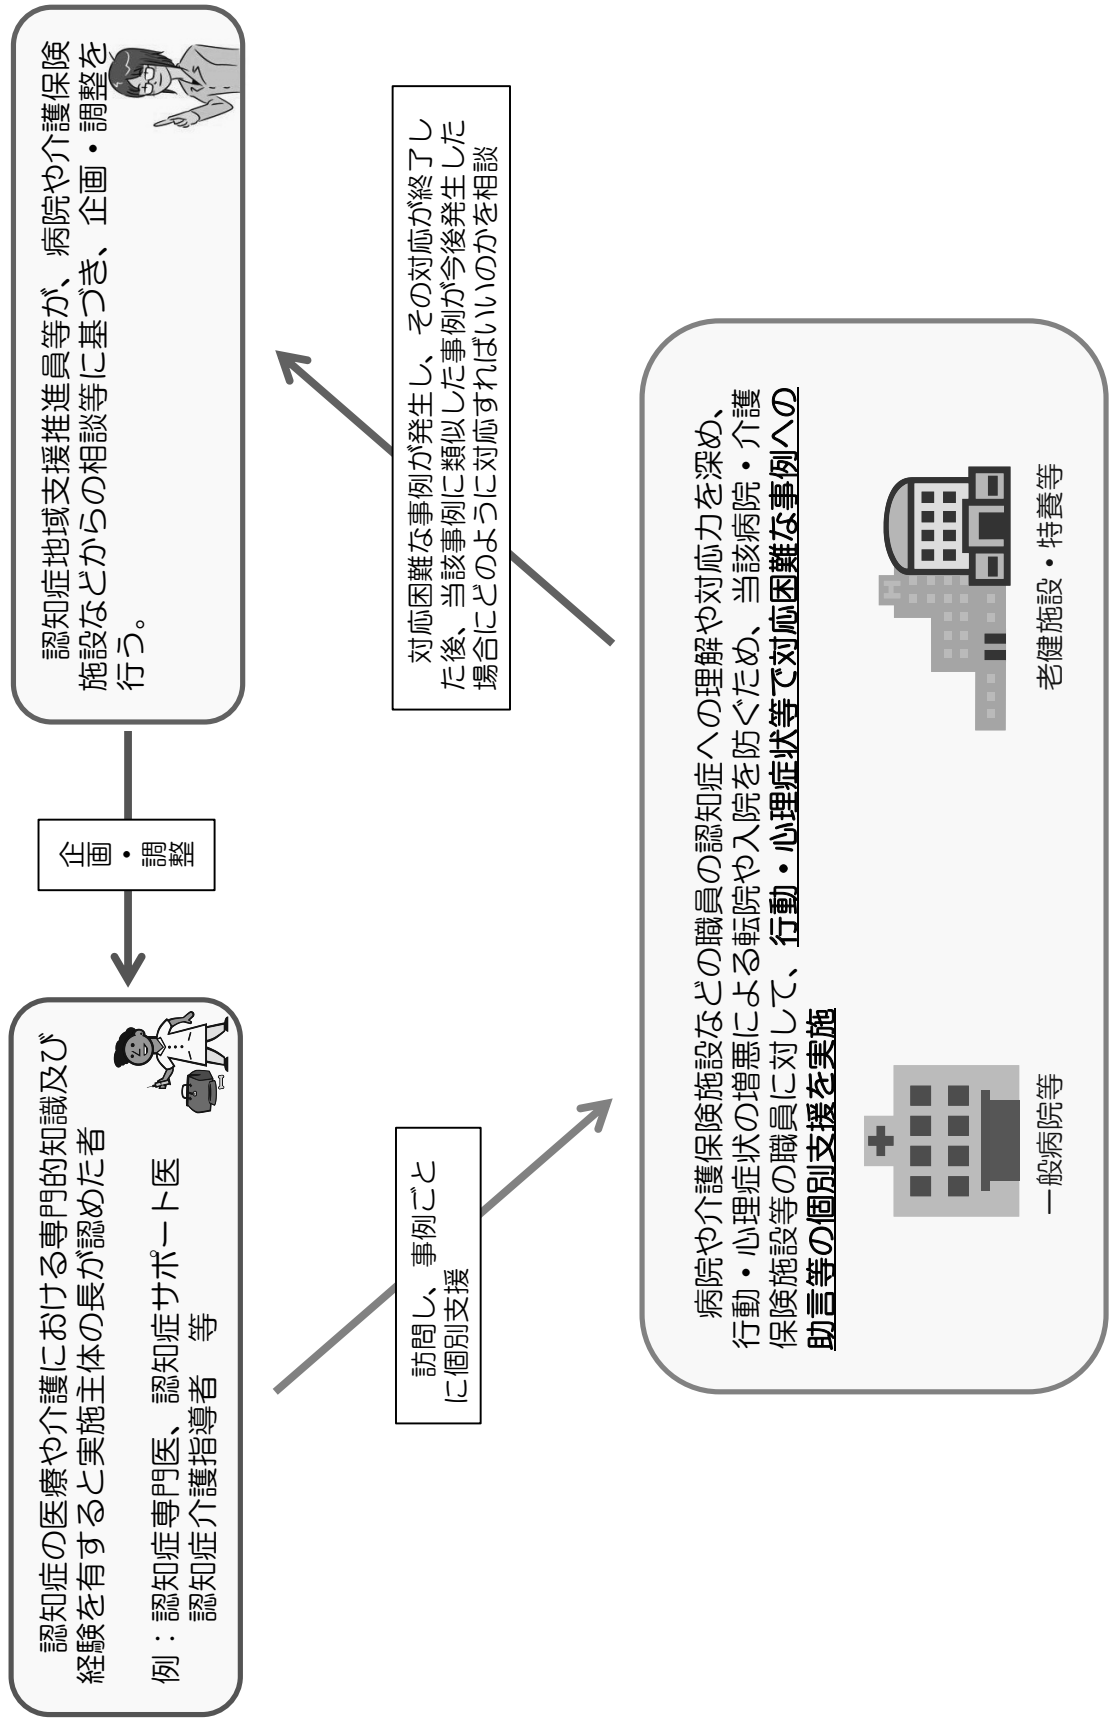 認知症の医療や介護における専門的知識及び
経験を有すると実施主体の長が認めた者
例：認知症専門医、認知症サポート医
認知症介護指導者　等
企画・調整
認知症地域支援推進員等が、病院や介護保険
施設などからの相談等に基づき、企画・調整を
行う。
訪問し、事例ごと
に個別支援
対応困難な事例が発生し、その対応が終了し
た後、当該事例に類似した事例が今後発生した
場合にどのように対応すればいいのかを相談
病院や介護保険施設などの職員の認知症への理解や対応力を深め、
行動・心理症状の増悪による転院や入院を防ぐため、当該病院・介護
保険施設等の職員に対して、行動・心理症状等で対応困難な事例への
助言等の個別支援を実施
一般病院等
H
老健施設・特養等